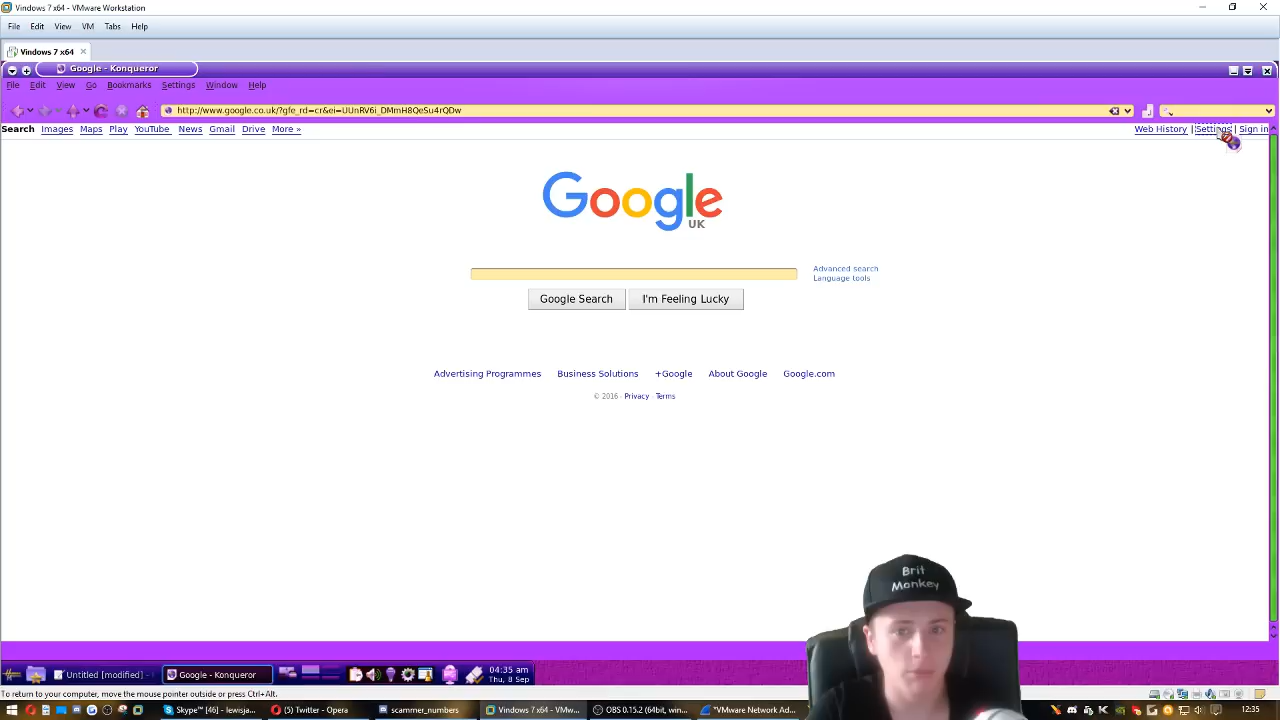 Vindows 7 x64 - VMware Workstation
File Edit View VM Tabs Help
Vindows 7 x64
Google - Konqueror
File Edit View Go Bookmarks Settings Window Help
http://www.google.co.uk/?gfe_rd=cr&ei=UUnRV6i_DMmH8QeSu4rQDw
Search Images Maps Play YouTube News Gmail Drive More »
Web History | Settings | Sign in
Google
UK
Advanced search
Language tools
Google Search I'm Feeling Lucky
Advertising Programmes Business Solutions +Google About Google Google.com
© 2016 - Privacy - Terms
Brit
Monkey
Untitled [modified] - Google - Konqueror
04:35 am
Thu, 8 Sep
To return to your computer, move the mouse pointer outside or press Ctrl+Alt.
Skype™ [46] - lewisja... (5) Twitter - Opera scammer_numbers Vindows 7 x64 - VMw... OBS 0.15.2 (64bit, win... *VMware Network Ad... 12:35